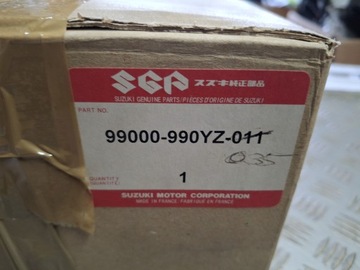 SGP スズキ純正部品
SUZUKI GENUINE PARTS/PIÈCES D'ORIGINE DE SUZUKI
PART NO.
99000-990YZ-011
1
QUANTITY
QUANTITÉ
SUZUKI MOTOR CORPORATION
MADE IN FRANCE/FABRIQUÉ EN FRANCE